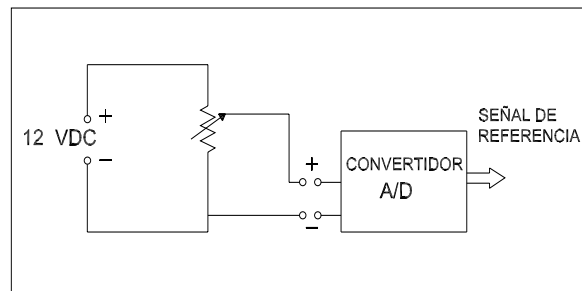 12 VDC
+
−
+
−
CONVERTIDOR
A/D
SEÑAL DE
REFERENCIA